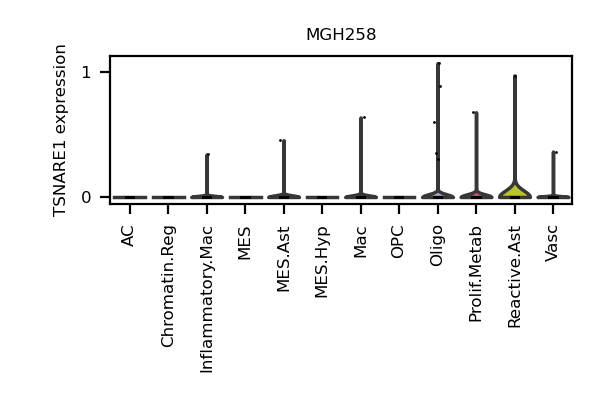 MGH258
TSNARE1 expression
1
0
AC
Chromatin.Reg
Inflammatory.Mac
MES
MES.Ast
MES.Hyp
Mac
OPC
Oligo
Prolif.Metab
Reactive.Ast
Vasc